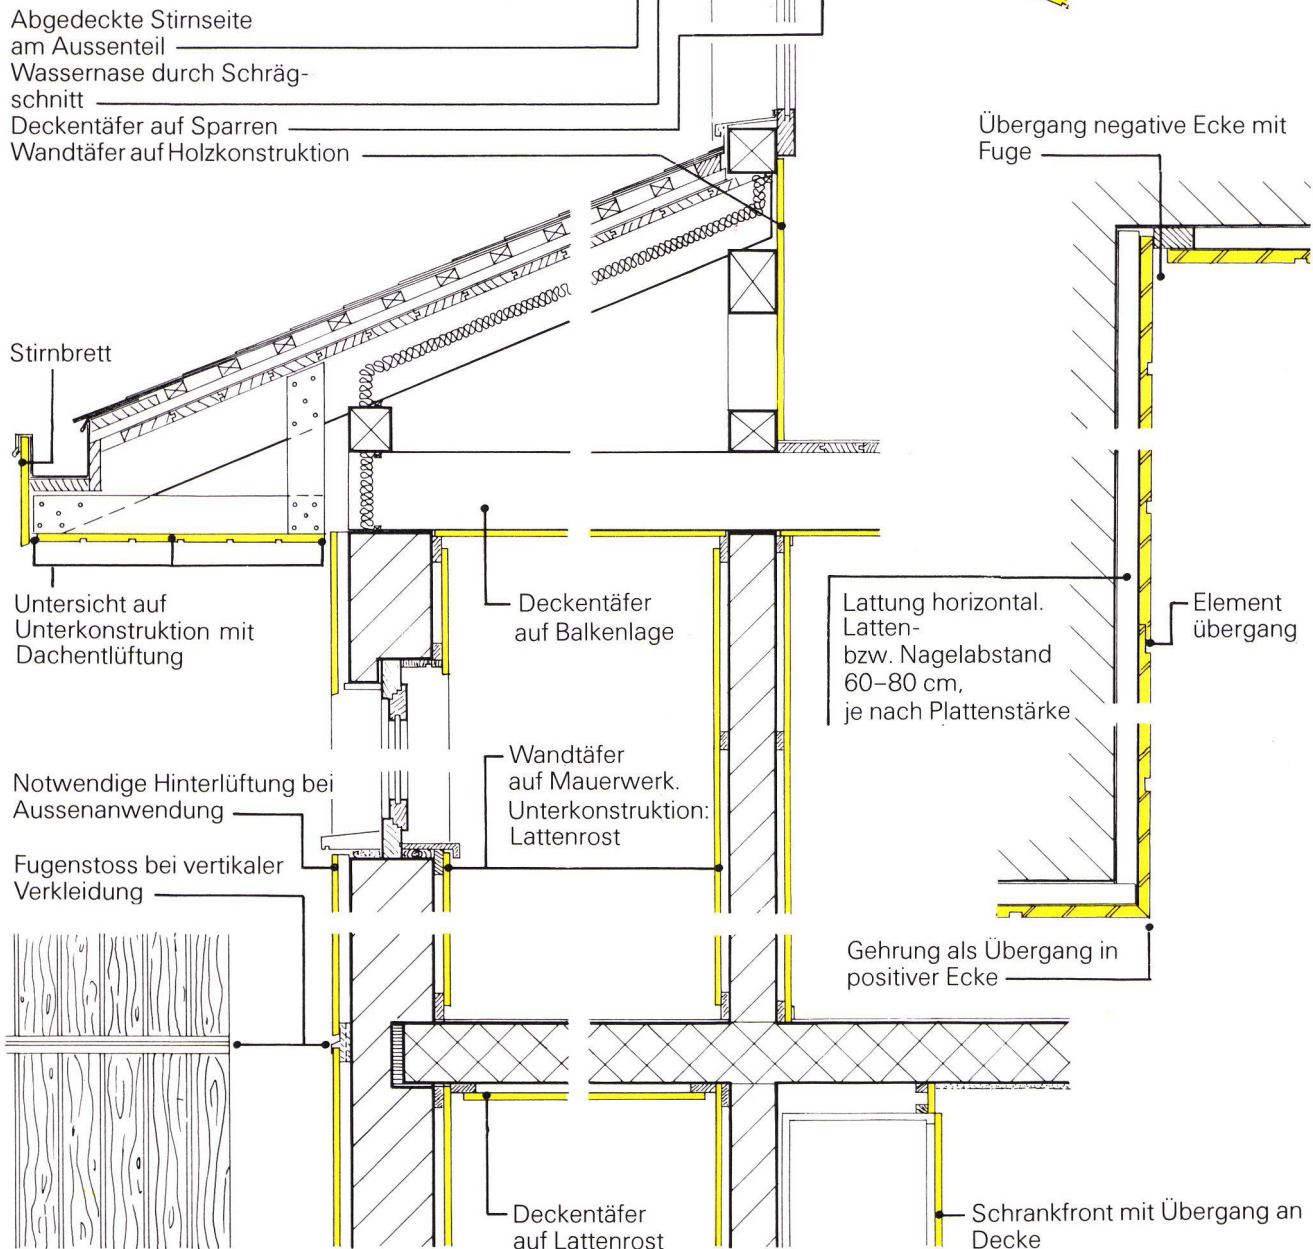 Abgedeckte Stirnseite
am Aussenteil
Wassernase durch Schräg-
schnitt
Deckentäfer auf Sparren
Wandtäfer auf Holzkonstruktion
Übergang negative Ecke mit
Fuge
Stirnbrett
Untersicht auf
Unterkonstruktion mit
Dachentlüftung
Deckentäfer
auf Balkenlage
Lattung horizontal.
Latten-
bzw. Nagelabstand
60–80 cm,
je nach Plattenstärke
Element
übergang
Notwendige Hinterlüftung bei
Aussenanwendung
Wandtäfer
auf Mauerwerk.
Unterkonstruktion:
Lattenrost
Fugenstoss bei vertikaler
Verkleidung
Gehrung als Übergang in
positiver Ecke
Deckentäfer
auf Lattenrost
Schrankfront mit Übergang an
Decke